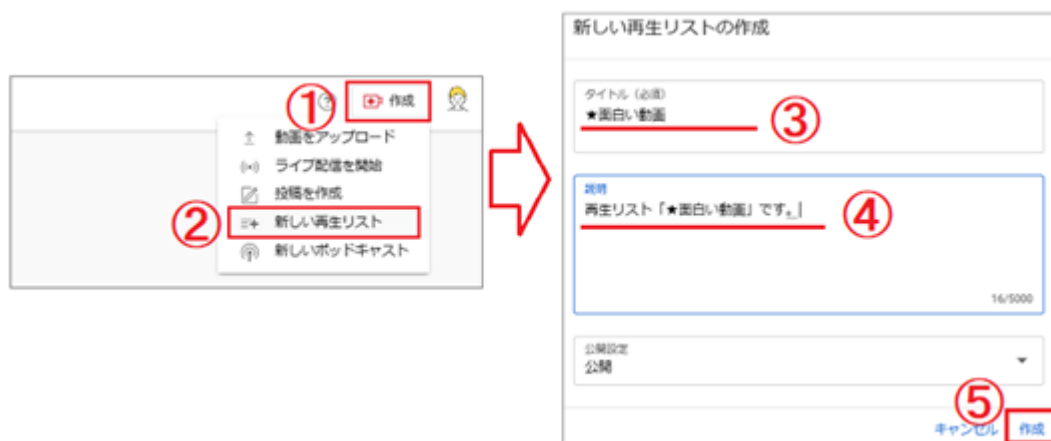 ① 作成
動画をアップロード
ライブ配信を開始
投稿を作成
② 新しい再生リスト
新しいポッドキャスト
新しい再生リストの作成
タイトル（必須）
★面白い動画 ③
説明
再生リスト「★面白い動画」です。 ④
16/5000
公開設定
公開
⑤
キャンセル 作成